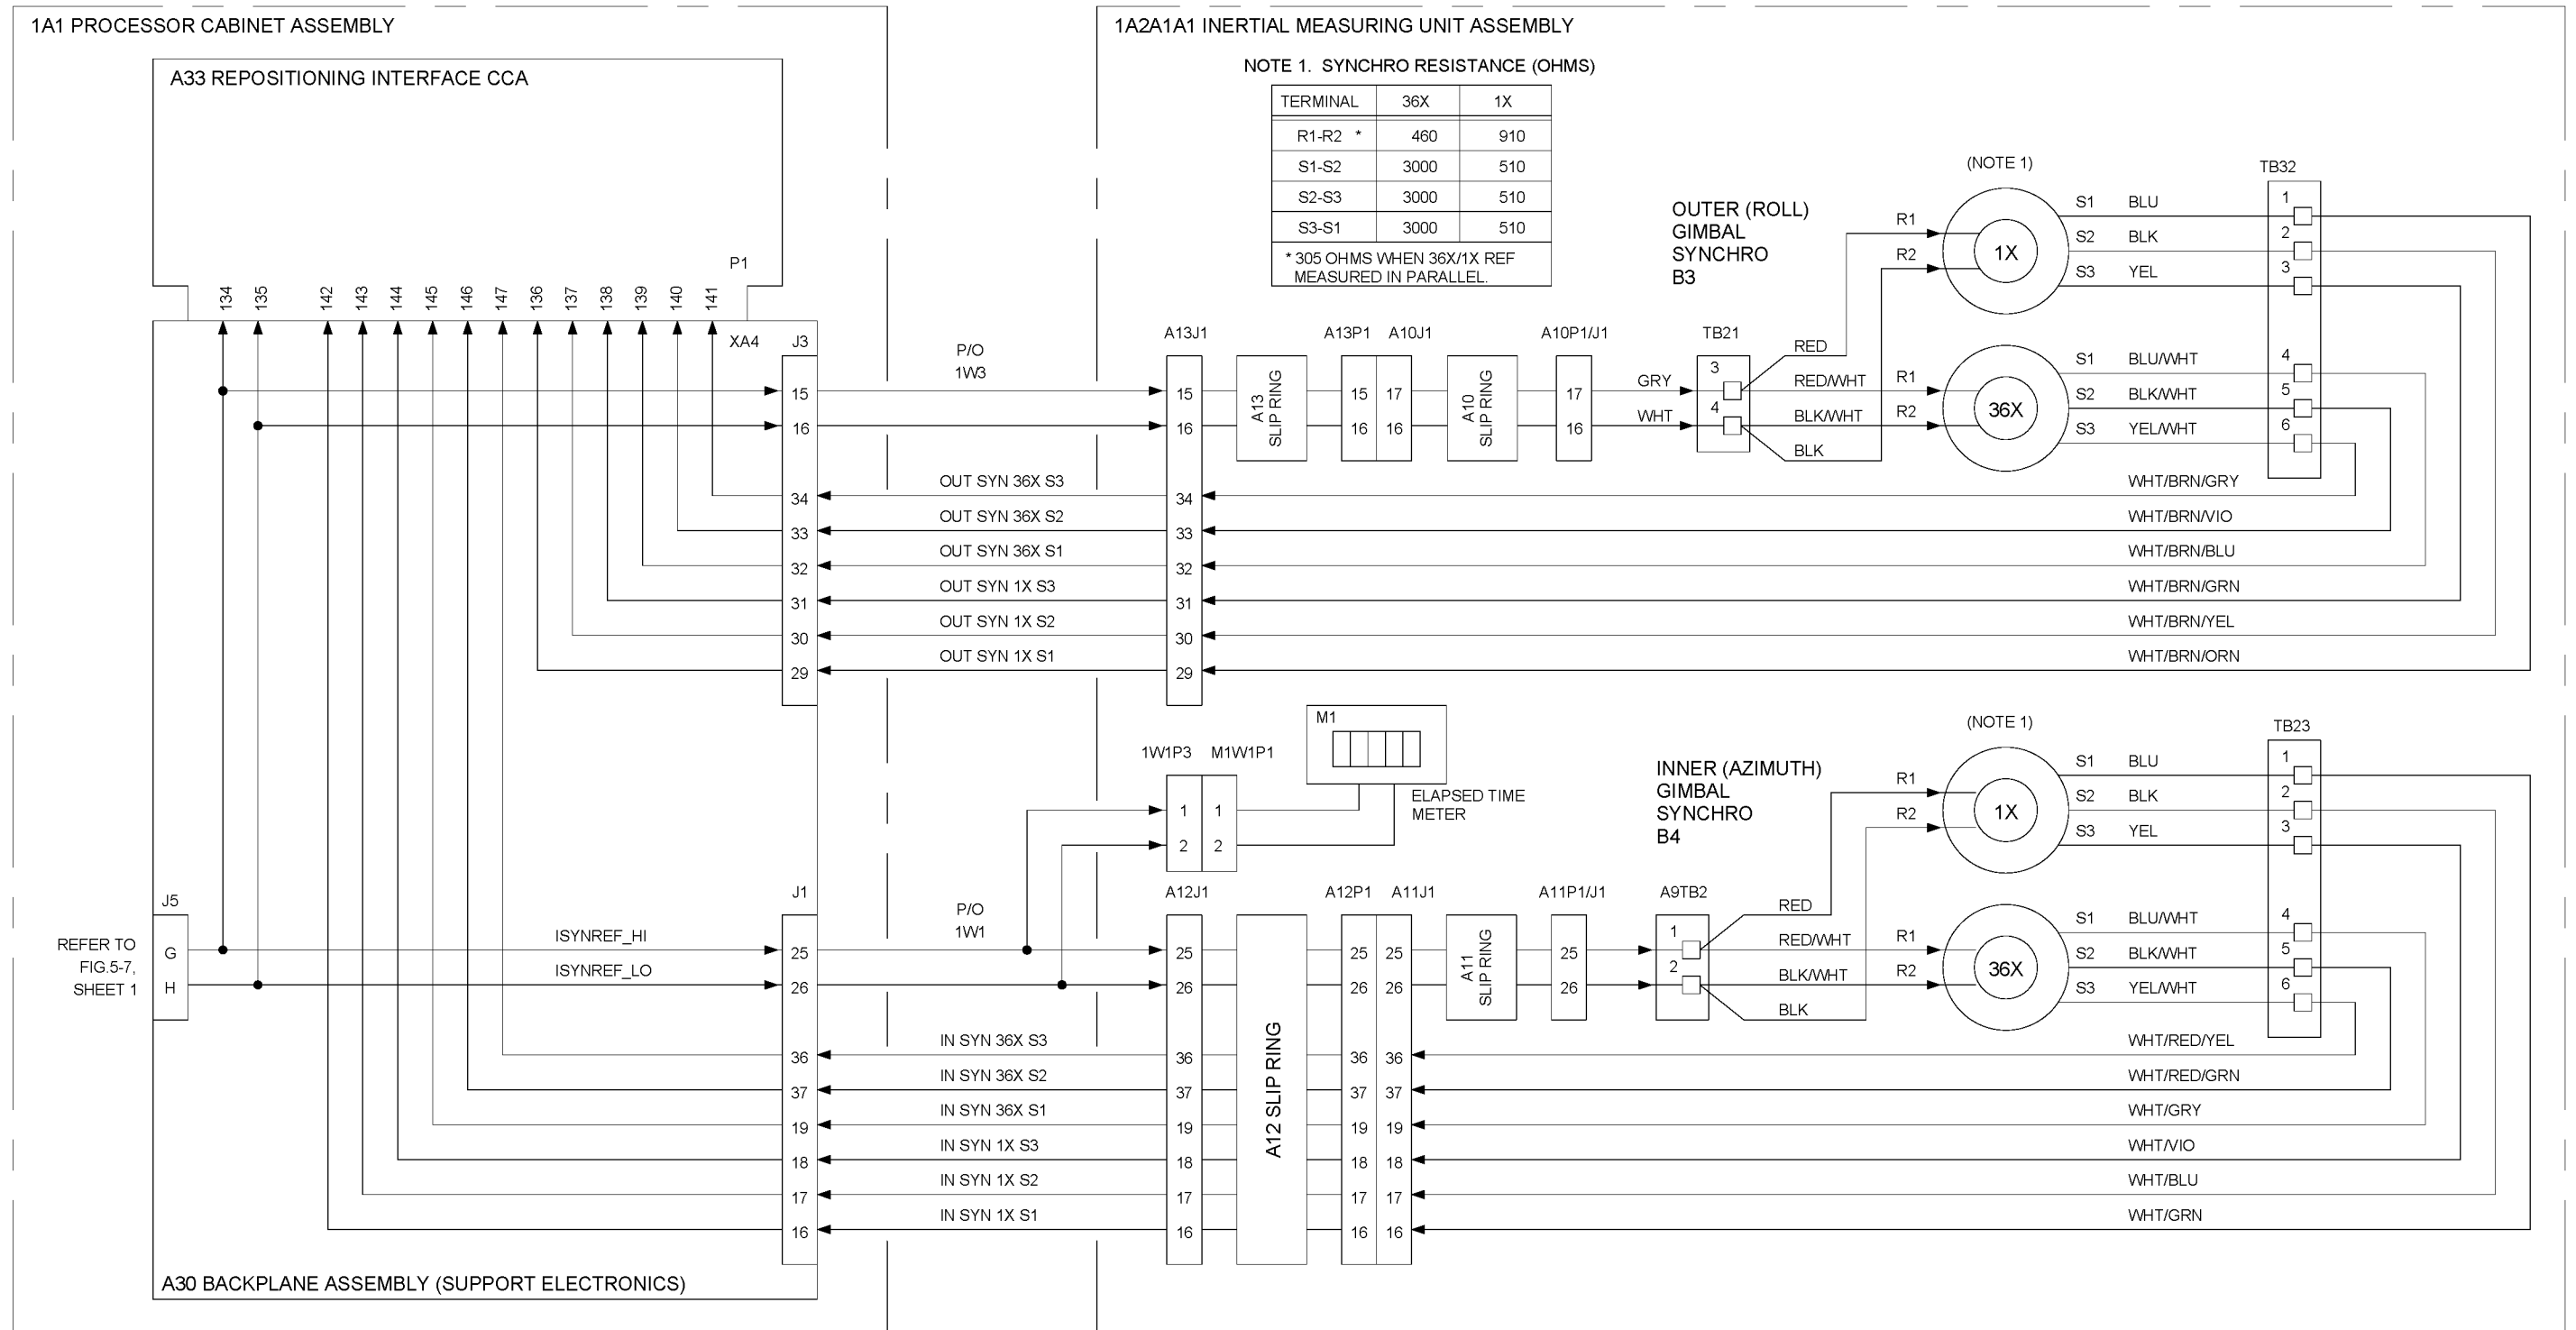 1A1 PROCESSOR CABINET ASSEMBLY
A33 REPOSITIONING INTERFACE CCA
P1
134
135
142
143
144
145
146
147
136
137
138
139
140
141
XA4
J3
15
16
34
33
32
31
30
29
J5
REFER TO
FIG.5-7,
SHEET 1
G
H
ISYNREF_HI
ISYNREF_LO
J1
25
26
36
37
19
18
17
16
A30 BACKPLANE ASSEMBLY (SUPPORT ELECTRONICS)
P/O
1W3
OUT SYN 36X S3
OUT SYN 36X S2
OUT SYN 36X S1
OUT SYN 1X S3
OUT SYN 1X S2
OUT SYN 1X S1
P/O
1W1
IN SYN 36X S3
IN SYN 36X S2
IN SYN 36X S1
IN SYN 1X S3
IN SYN 1X S2
IN SYN 1X S1
1A2A1A1 INERTIAL MEASURING UNIT ASSEMBLY
NOTE 1. SYNCHRO RESISTANCE (OHMS)
TERMINAL 36X 1X
R1-R2 * 460 910
S1-S2 3000 510
S2-S3 3000 510
S3-S1 3000 510
* 305 OHMS WHEN 36X/1X REF
MEASURED IN PARALLEL.
A13J1
15
16
34
33
32
31
30
29
A13
SLIP RING
A13P1 A10J1
15 17
16 16
A10
SLIP RING
A10P1/J1
17
16
GRY
WHT
TB21
3
4
RED
RED/WHT
BLK/WHT
BLK
OUTER (ROLL)
GIMBAL
SYNCHRO
B3
(NOTE 1)
R1
R2
1X
R1
R2
36X
S1 BLU
S2 BLK
S3 YEL
S1 BLU/WHT
S2 BLK/WHT
S3 YEL/WHT
TB32
1
2
3
4
5
6
WHT/BRN/GRY
WHT/BRN/VIO
WHT/BRN/BLU
WHT/BRN/GRN
WHT/BRN/YEL
WHT/BRN/ORN
1W1P3 M1W1P1
1 1
2 2
M1
ELAPSED TIME
METER
A12J1
25
26
36
37
19
18
17
16
A12 SLIP RING
A12P1 A11J1
25 25
26 26
36 36
37 37
19 19
18 18
17 17
16 16
A11
SLIP RING
A11P1/J1
25
26
A9TB2
1
2
RED
RED/WHT
BLK/WHT
BLK
INNER (AZIMUTH)
GIMBAL
SYNCHRO
B4
(NOTE 1)
R1
R2
1X
R1
R2
36X
S1 BLU
S2 BLK
S3 YEL
S1 BLU/WHT
S2 BLK/WHT
S3 YEL/WHT
TB23
1
2
3
4
5
6
WHT/RED/YEL
WHT/RED/GRN
WHT/GRY
WHT/VIO
WHT/BLU
WHT/GRN